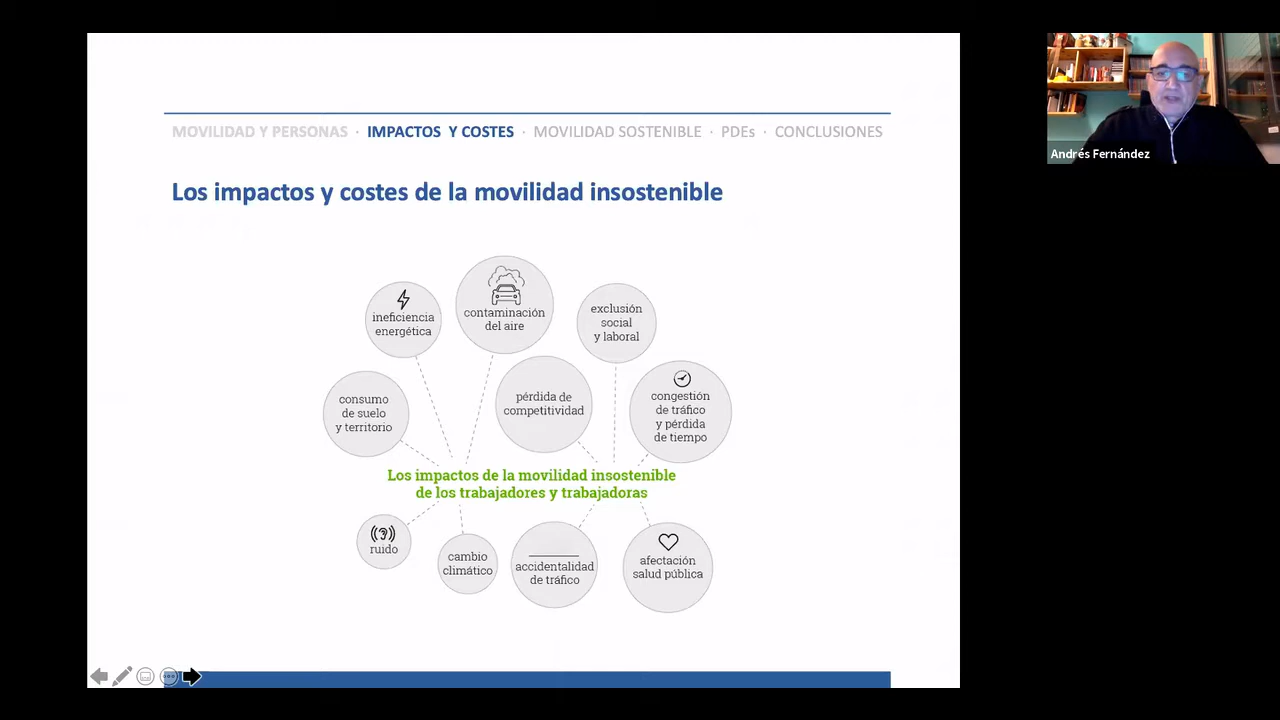 MOVILIDAD Y PERSONAS · IMPACTOS Y COSTES · MOVILIDAD SOSTENIBLE · PDEs · CONCLUSIONES
Andrés Fernández
Los impactos y costes de la movilidad insostenible
ineficiencia
energética
contaminación
del aire
exclusión
social
y laboral
consumo
de suelo
y territorio
pérdida de
competitividad
congestión
de tráfico
y pérdida
de tiempo
Los impactos de la movilidad insostenible
de los trabajadores y trabajadoras
ruido
cambio
climático
accidentalidad
de tráfico
afectación
salud pública